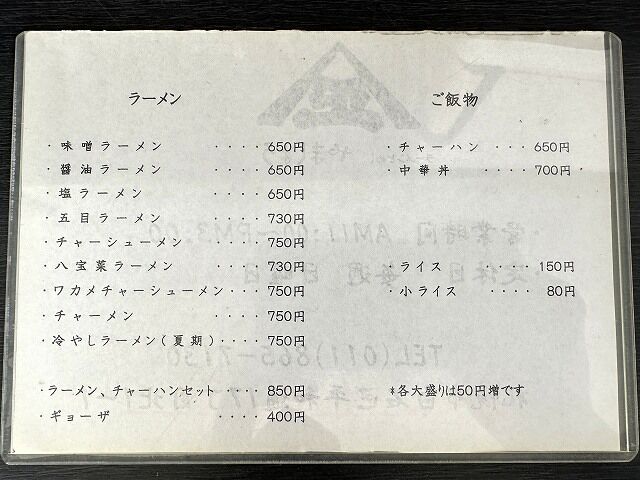 ラーメン
・味噌ラーメン ････ 650円
・醤油ラーメン ････ 650円
・塩ラーメン ････ 650円
・五目ラーメン ････ 730円
・チャーシューメン ････ 750円
・八宝菜ラーメン ････ 730円
・ワカメチャーシューメン ･･･ 750円
・チャーメン ････ 750円
・冷やしラーメン(夏期) ･･･ 750円
・ラーメン、チャーハンセット ････ 850円
・ギョーザ ････ 400円
ご飯物
・チャーハン ･･･ 650円
・中華丼 ････ 700円
・ライス ････ 150円
・小ライス ････ 80円
*各大盛りは50円増です